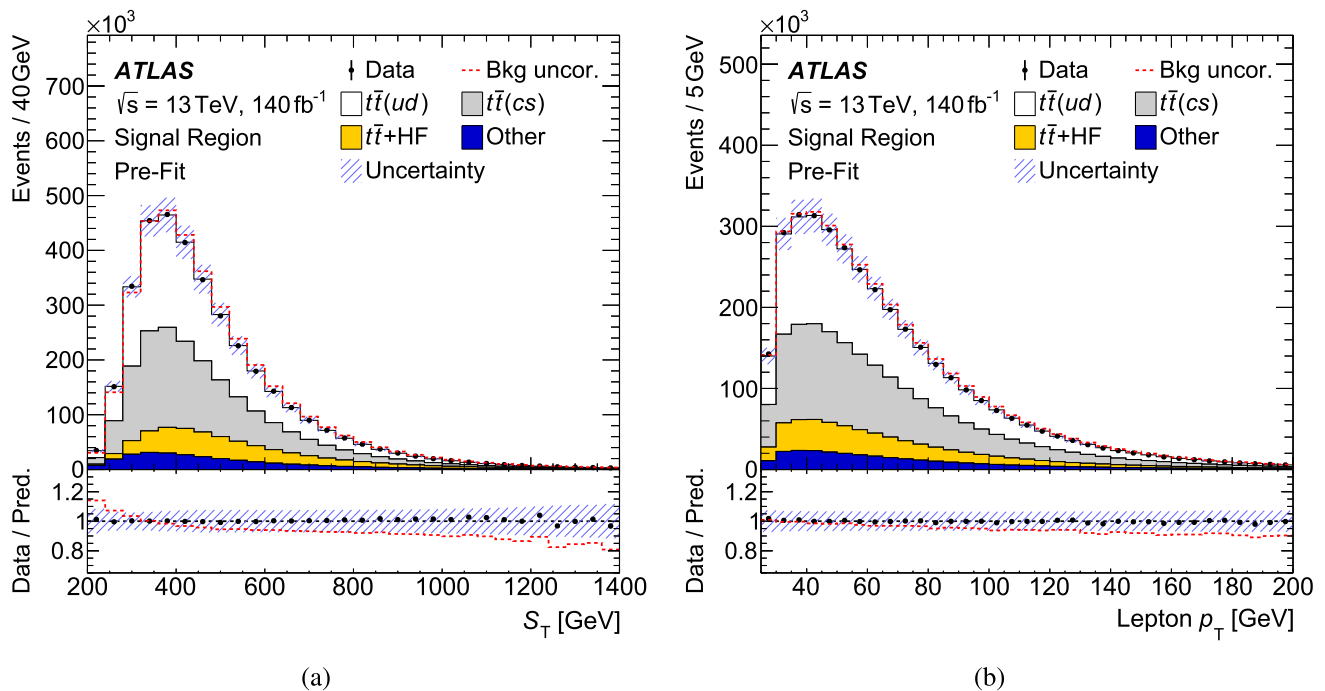 ×10³
Events / 40 GeV
700
600
500
400
300
200
100
0
ATLAS
√s = 13 TeV, 140 fb⁻¹
Signal Region
Pre-Fit
Data
Bkg uncor.
tt̄(ud)
tt̄(cs)
tt̄+HF
Other
Uncertainty
Data / Pred.
1.2
1
0.8
200 400 600 800 1000 1200 1400
S_T [GeV]
(a)
×10³
Events / 5 GeV
500
400
300
200
100
0
ATLAS
√s = 13 TeV, 140 fb⁻¹
Signal Region
Pre-Fit
Data
Bkg uncor.
tt̄(ud)
tt̄(cs)
tt̄+HF
Other
Uncertainty
Data / Pred.
1.2
1
0.8
40 60 80 100 120 140 160 180 200
Lepton p_T [GeV]
(b)